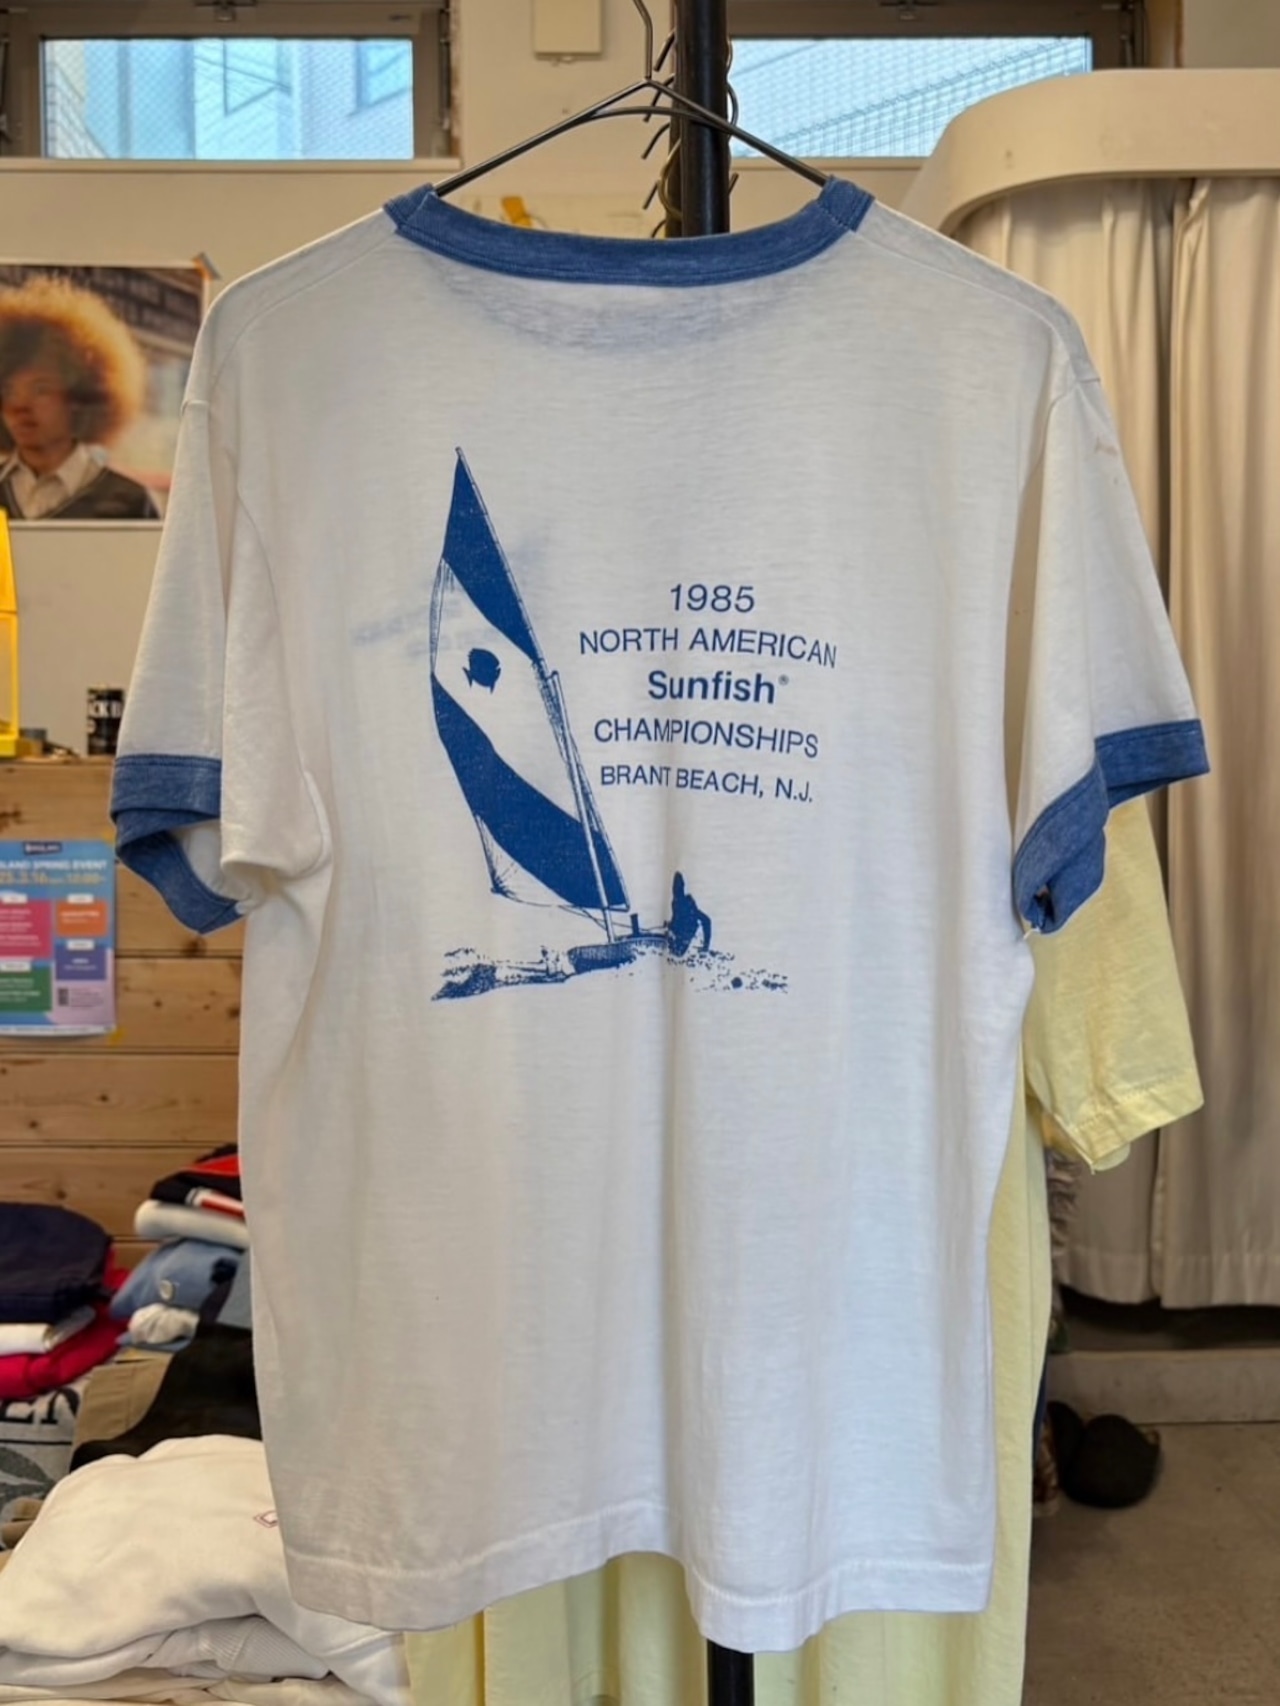 1985
NORTH AMERICAN
Sunfish®
CHAMPIONSHIPS
BRANT BEACH, N.J.